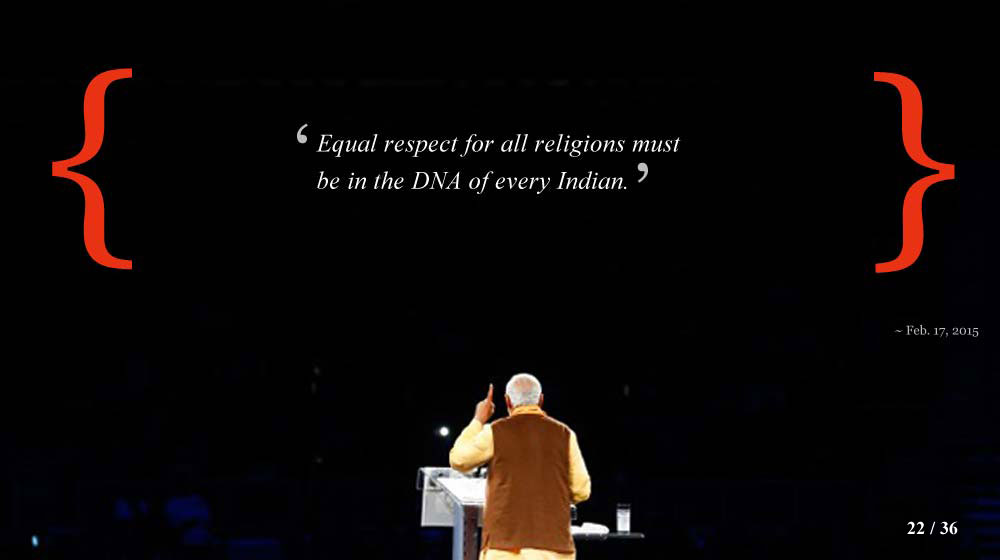 ‘ Equal respect for all religions must
be in the DNA of every Indian. ’
~ Feb. 17, 2015
22 / 36